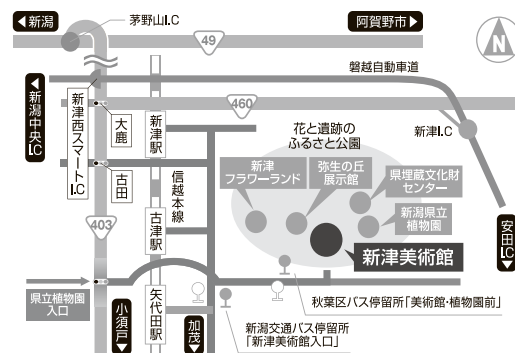 ◀新潟
茅野山I.C
49
阿賀野市▶
N
磐越自動車道
◀新潟中央I.C
新津西スマートI.C
大鹿
460
新津駅
花と遺跡の
ふるさと公園
新津I.C
古田
信越本線
新津
フラワーランド
弥生の丘
展示館
県埋蔵文化財
センター
新潟県立
植物園
403
古津駅
新津美術館
安田I.C▶
県立植物園
入口
小須戸▶
矢代田駅
加茂▶
秋葉区バス停留所「美術館・植物園前」
新潟交通バス停留所
「新津美術館入口」